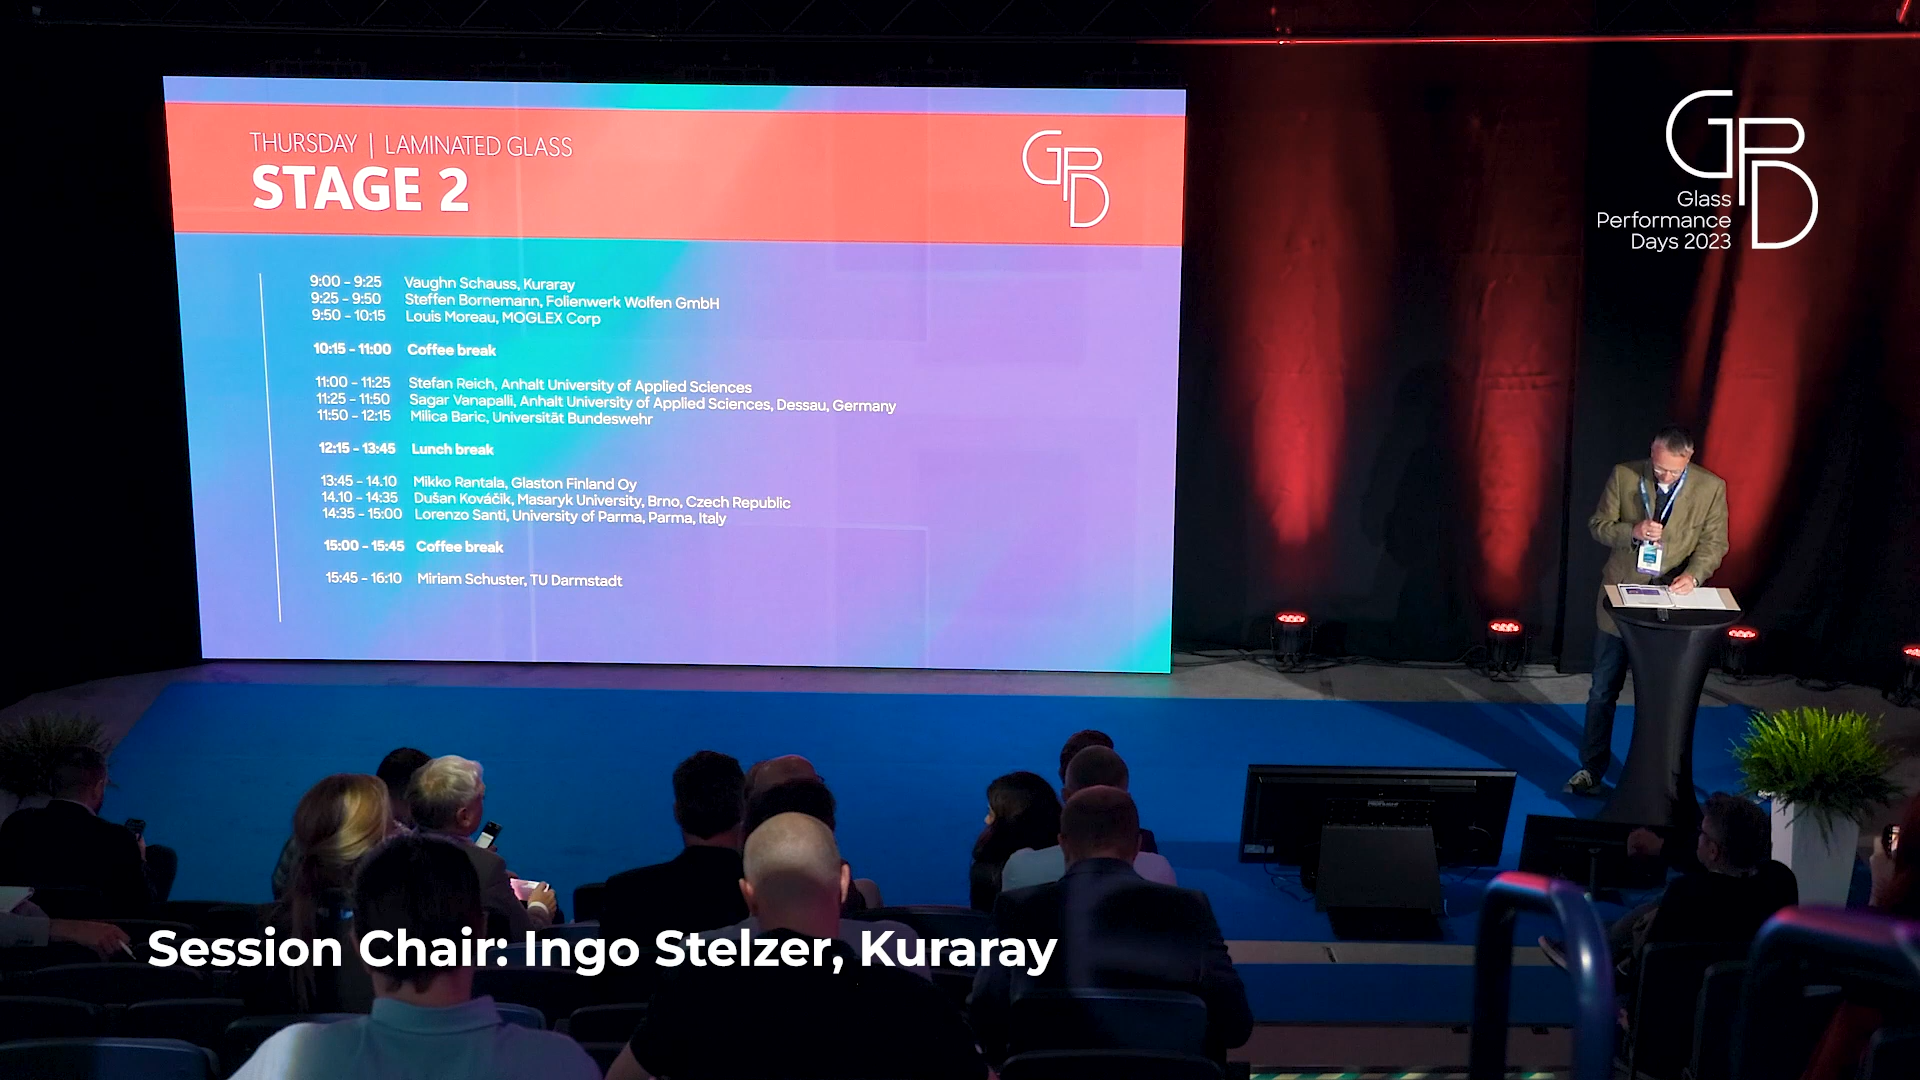 THURSDAY | LAMINATED GLASS
STAGE 2
GPD
9:00 – 9:25 Vaughn Schauss, Kuraray
9:25 – 9:50 Steffen Bornemann, Folienwerk Wolfen GmbH
9:50 – 10:15 Louis Moreau, MOGLEX Corp
10:15 – 11:00 Coffee break
11:00 – 11:25 Stefan Reich, Anhalt University of Applied Sciences
11:25 – 11:50 Sagar Vanapalli, Anhalt University of Applied Sciences, Dessau, Germany
11:50 – 12:15 Milica Baric, Universität Bundeswehr
12:15 – 13:45 Lunch break
13:45 – 14.10 Mikko Rantala, Glaston Finland Oy
14.10 – 14:35 Dušan Kováčik, Masaryk University, Brno, Czech Republic
14:35 – 15:00 Lorenzo Santi, University of Parma, Parma, Italy
15:00 – 15:45 Coffee break
15:45 – 16:10 Miriam Schuster, TU Darmstadt
GPD
Glass
Performance
Days 2023
Session Chair: Ingo Stelzer, Kuraray